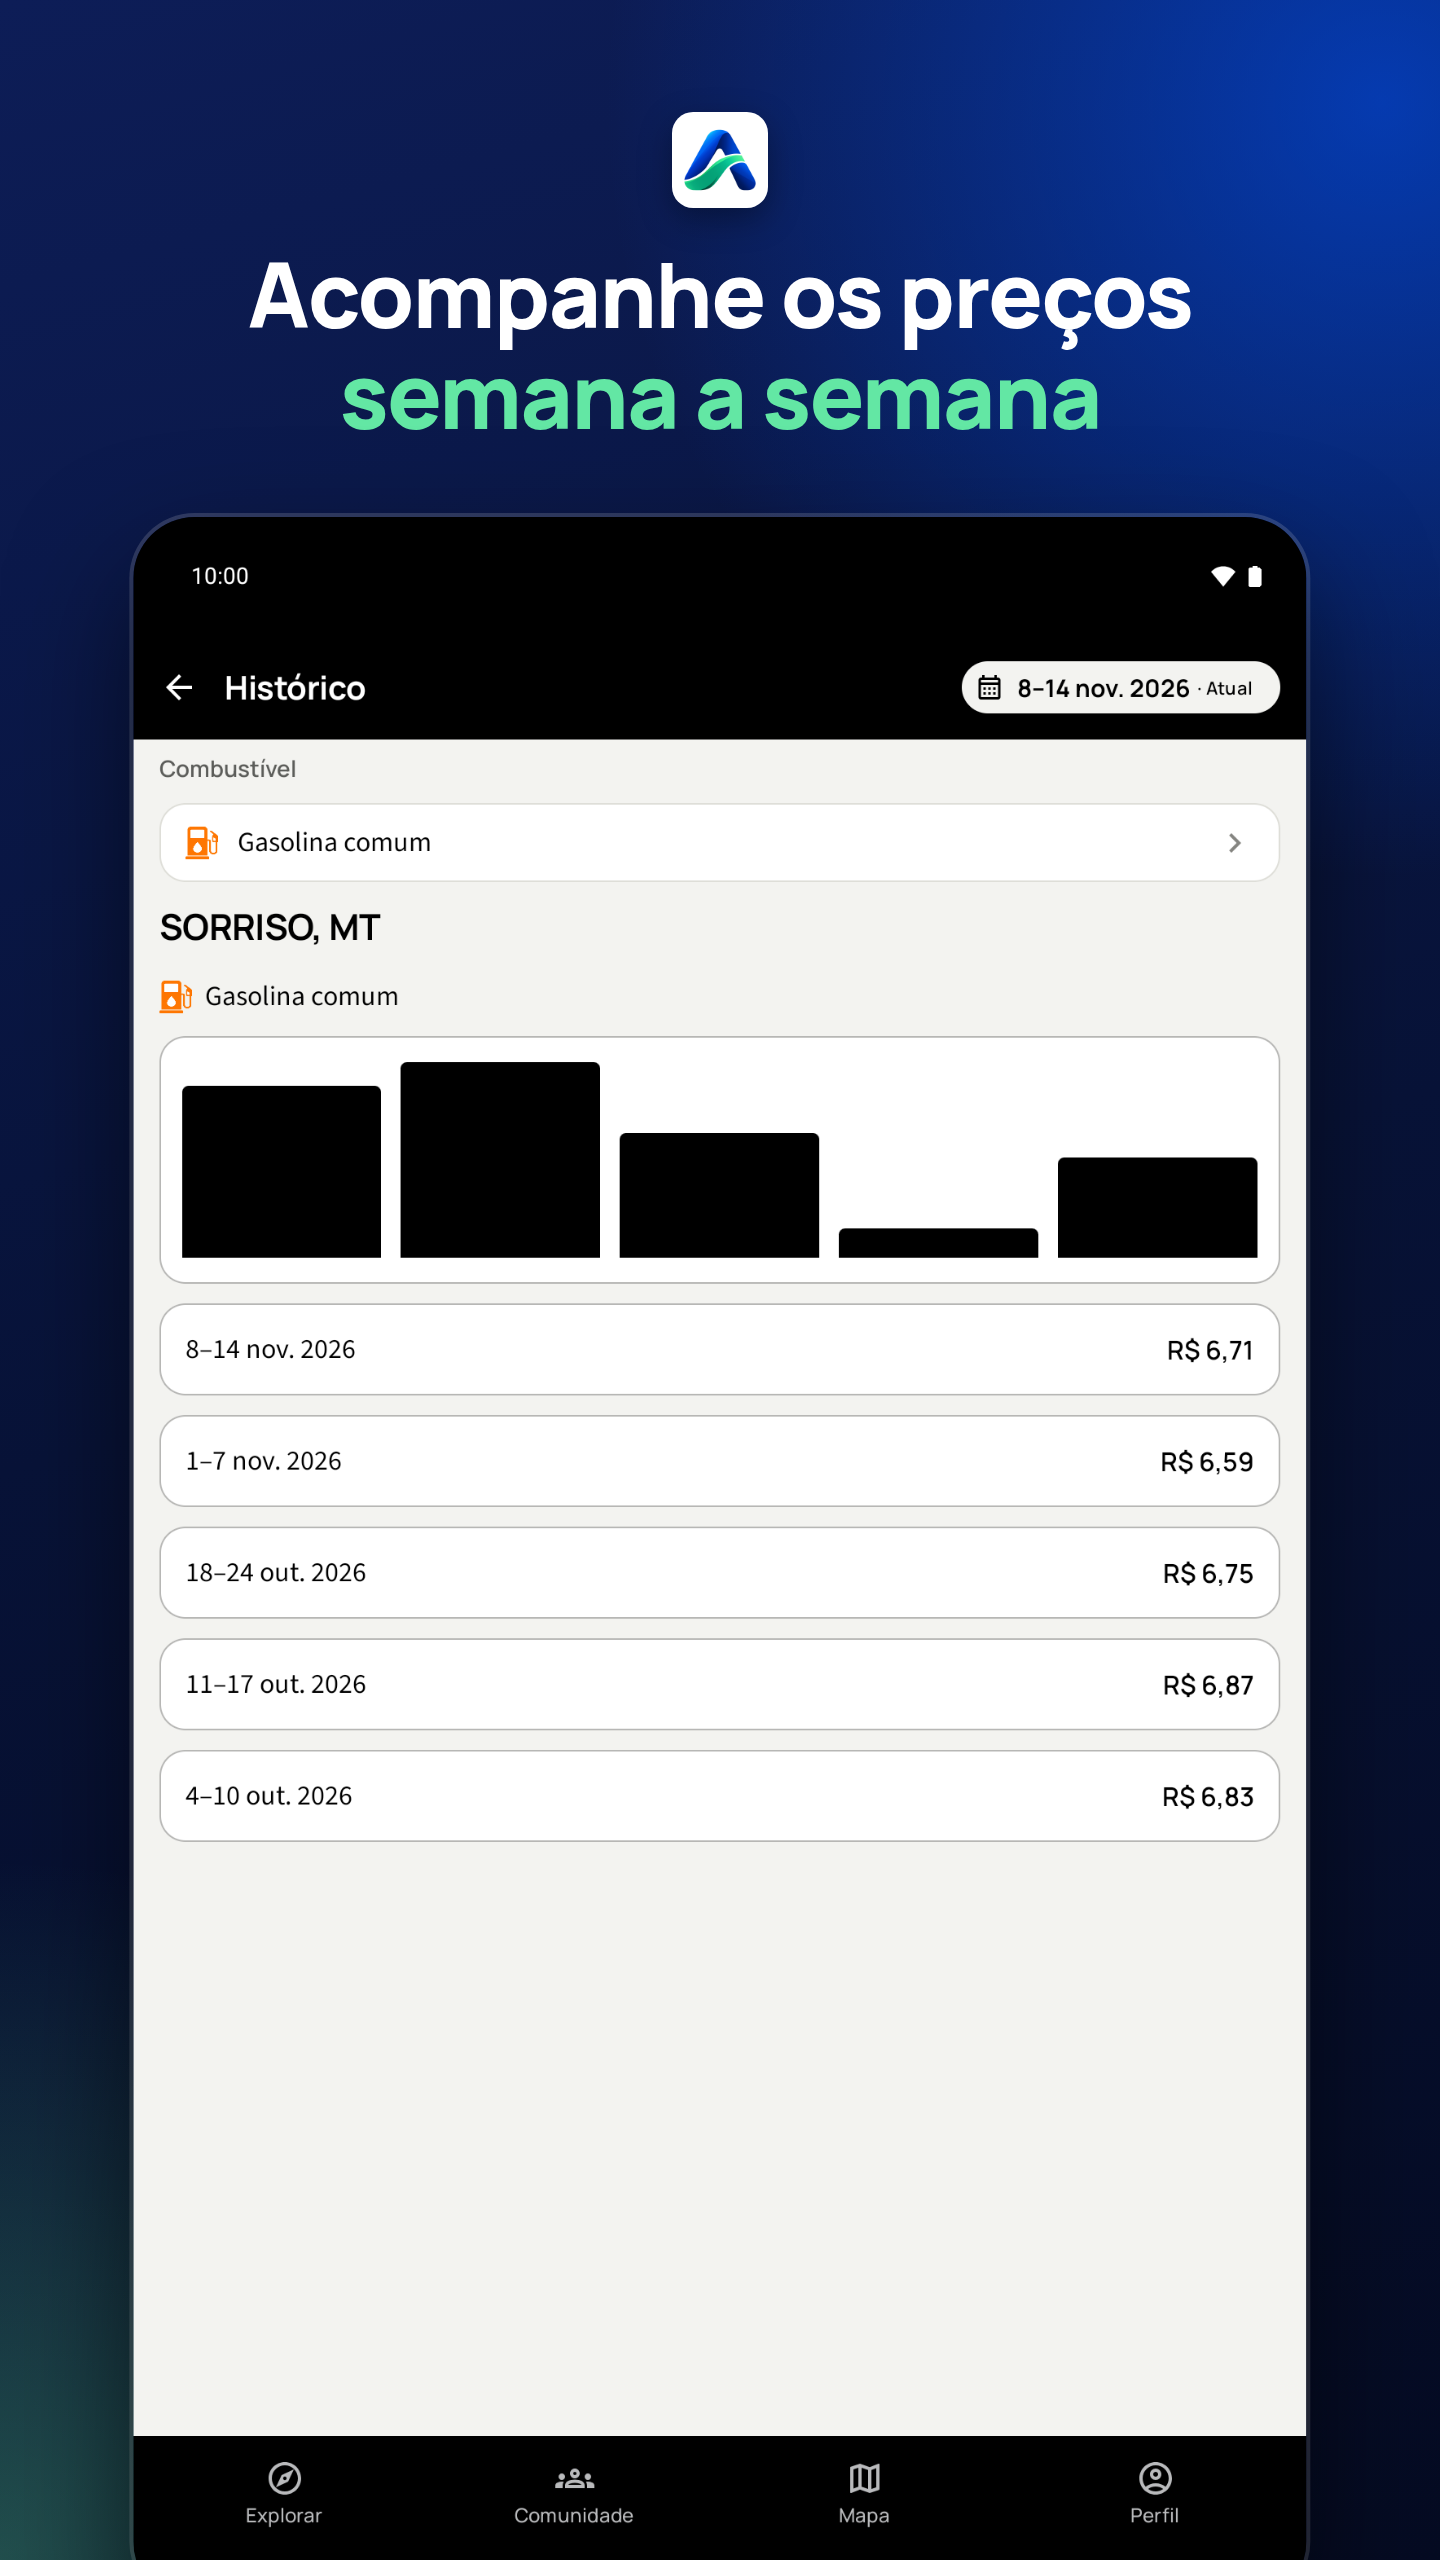 Acompanhe os preços
semana a semana
10:00
Histórico
8–14 nov. 2026 · Atual
Combustível
Gasolina comum
SORRISO, MT
Gasolina comum
8–14 nov. 2026
R$ 6,71
1–7 nov. 2026
R$ 6,59
18–24 out. 2026
R$ 6,75
11–17 out. 2026
R$ 6,87
4–10 out. 2026
R$ 6,83
Explorar
Comunidade
Mapa
Perfil